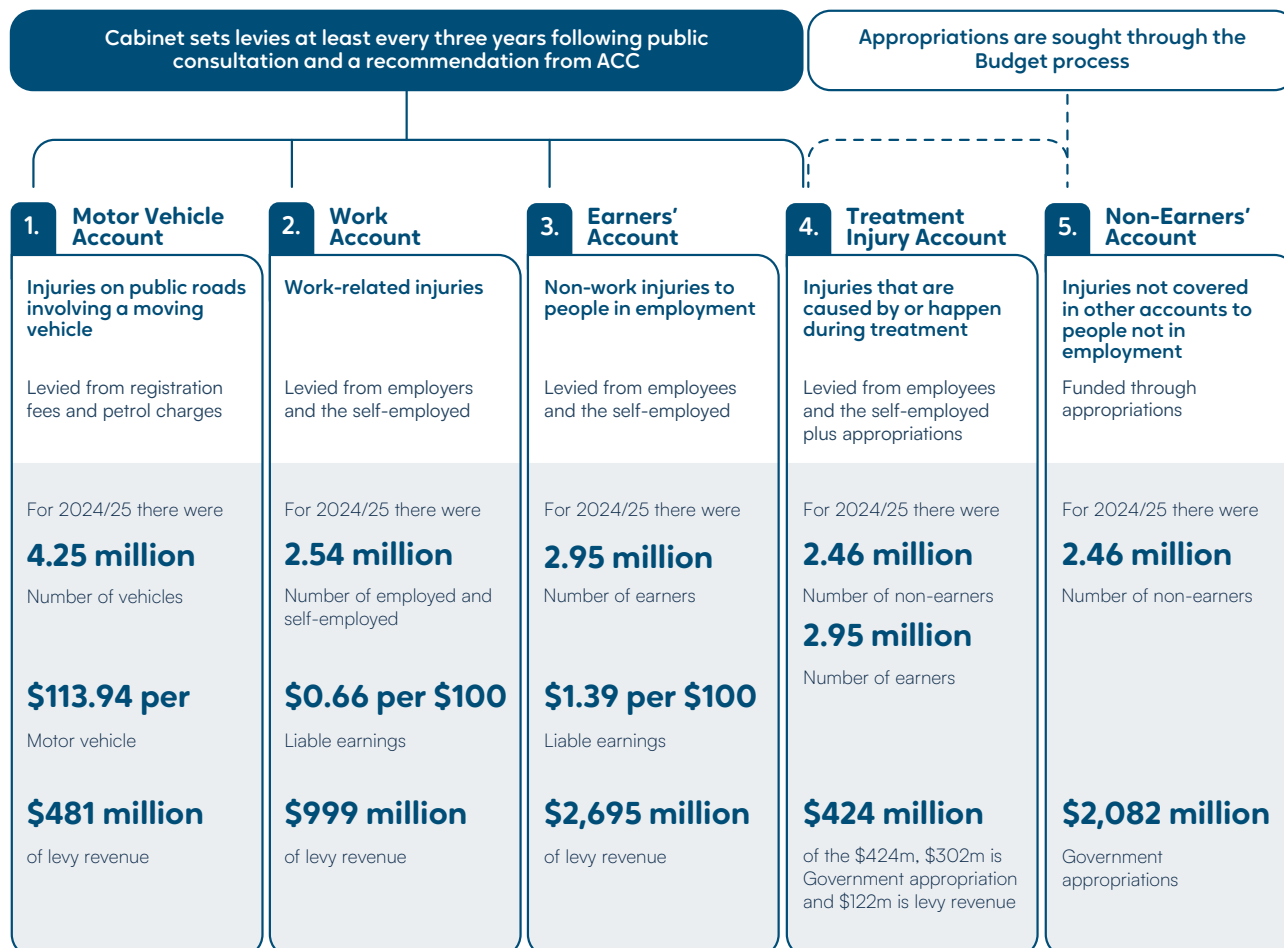 Cabinet sets levies at least every three years following public
consultation and a recommendation from ACC
Appropriations are sought through the
Budget process
1.
Motor Vehicle
Account
Injuries on public roads
involving a moving
vehicle
Levied from registration
fees and petrol charges
For 2024/25 there were
4.25 million
Number of vehicles
$113.94 per
Motor vehicle
$481 million
of levy revenue
2.
Work
Account
Work-related injuries
Levied from employers
and the self-employed
For 2024/25 there were
2.54 million
Number of employed and
self-employed
$0.66 per $100
Liable earnings
$999 million
of levy revenue
3.
Earners’
Account
Non-work injuries to
people in employment
Levied from employees
and the self-employed
For 2024/25 there were
2.95 million
Number of earners
$1.39 per $100
Liable earnings
$2,695 million
of levy revenue
4.
Treatment
Injury Account
Injuries that are
caused by or happen
during treatment
Levied from employees
and the self-employed
plus appropriations
For 2024/25 there were
2.46 million
Number of non-earners
2.95 million
Number of earners
$424 million
of the $424m, $302m is
Government appropriation
and $122m is levy revenue
5.
Non-Earners’
Account
Injuries not covered
in other accounts to
people not in
employment
Funded through
appropriations
For 2024/25 there were
2.46 million
Number of non-earners
$2,082 million
Government
appropriations